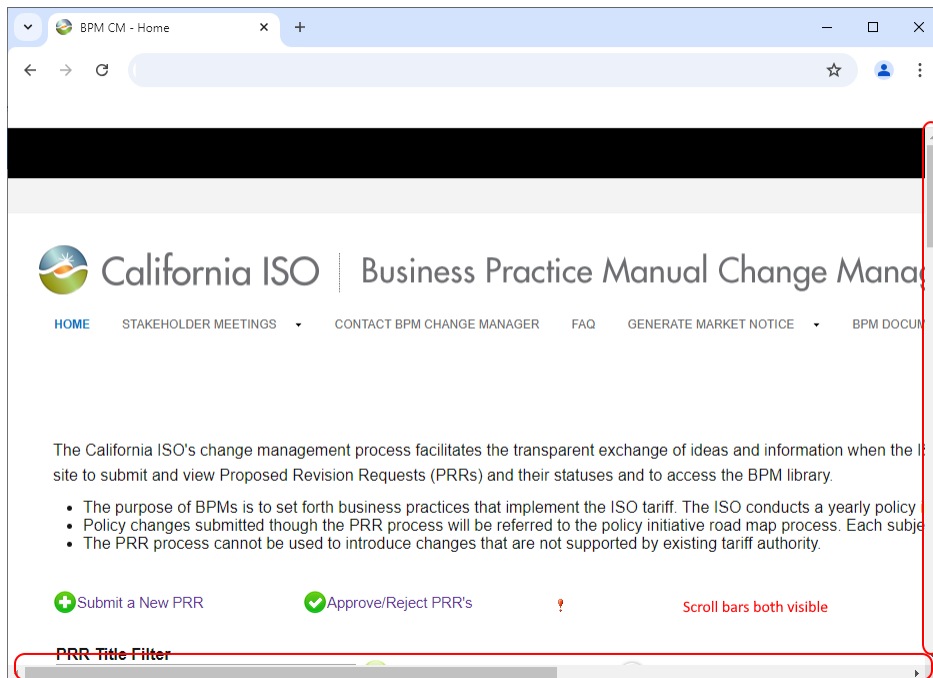 BPM CM - Home
California ISO | Business Practice Manual Change Manag
HOME STAKEHOLDER MEETINGS CONTACT BPM CHANGE MANAGER FAQ GENERATE MARKET NOTICE BPM DOCUM
The California ISO's change management process facilitates the transparent exchange of ideas and information when the I
site to submit and view Proposed Revision Requests (PRRs) and their statuses and to access the BPM library.
• The purpose of BPMs is to set forth business practices that implement the ISO tariff. The ISO conducts a yearly policy
• Policy changes submitted though the PRR process will be referred to the policy initiative road map process. Each subje
• The PRR process cannot be used to introduce changes that are not supported by existing tariff authority.
Submit a New PRR Approve/Reject PRR's Scroll bars both visible
PRR Title Filter